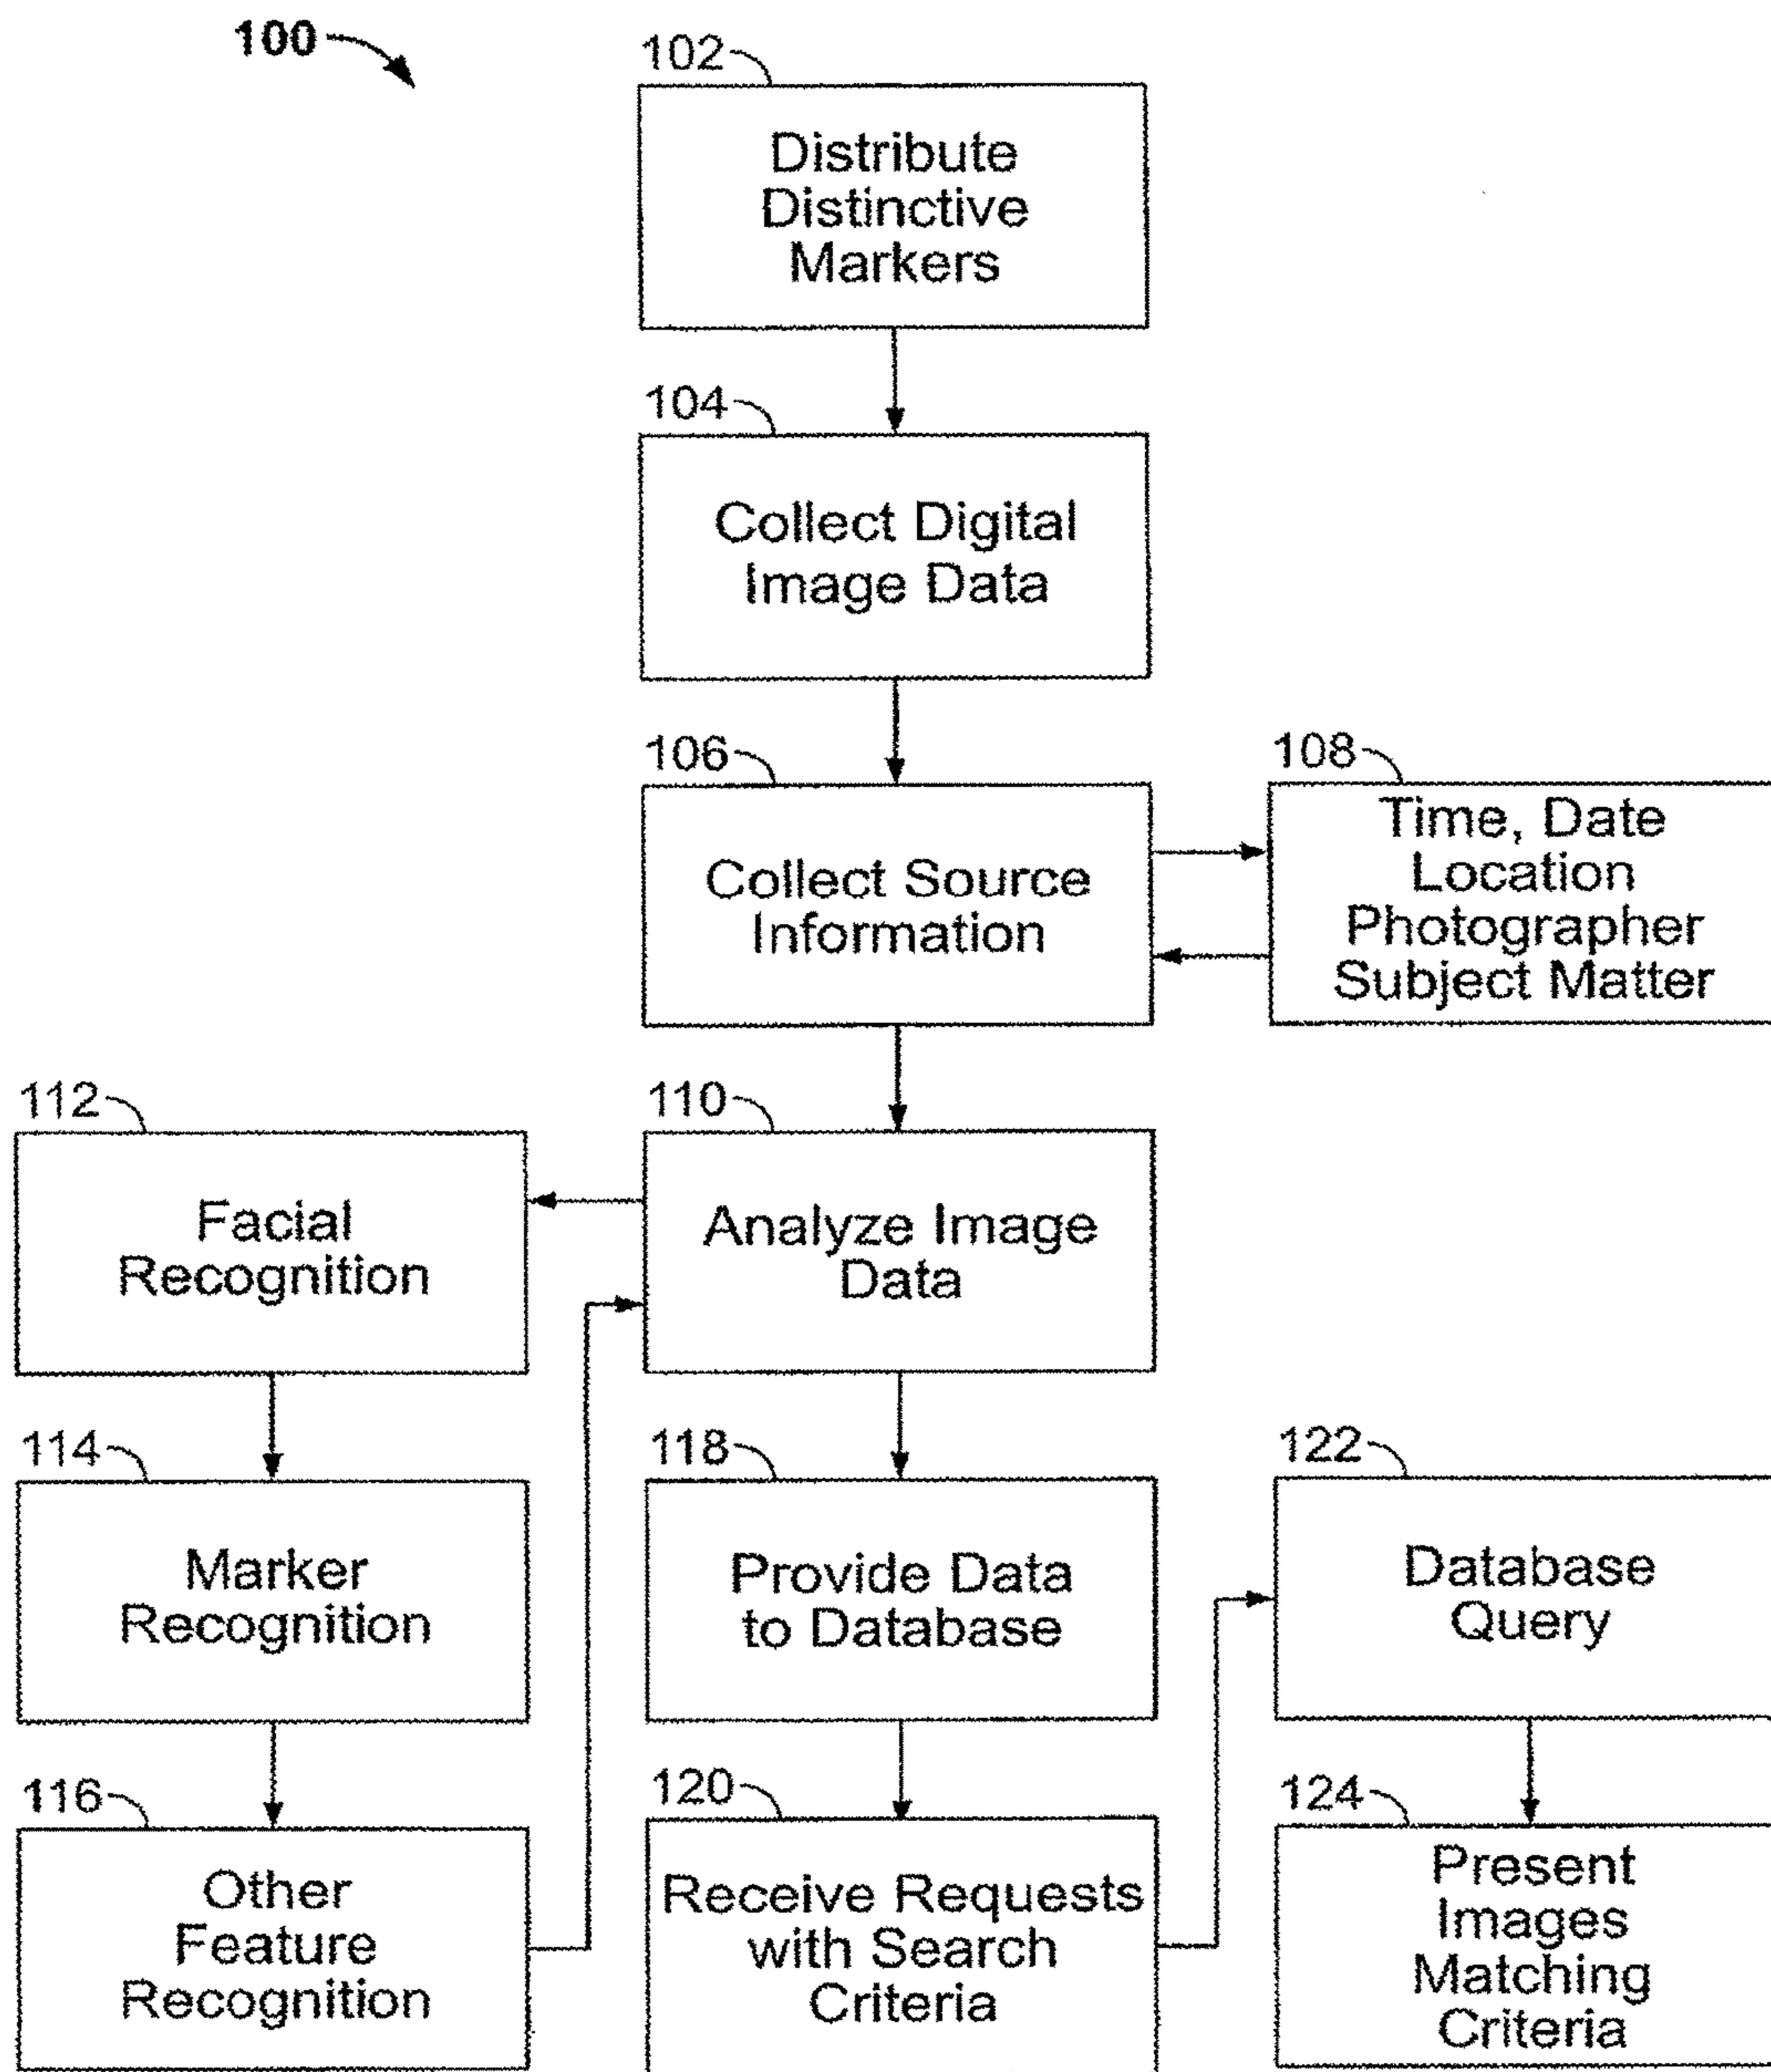 100
102
Distribute
Distinctive
Markers
104
Collect Digital
Image Data
106
Collect Source
Information
108
Time, Date
Location
Photographer
Subject Matter
112
Facial
Recognition
110
Analyze Image
Data
114
Marker
Recognition
118
Provide Data
to Database
122
Database
Query
116
Other
Feature
Recognition
120
Receive Requests
with Search
Criteria
124
Present
Images
Matching
Criteria